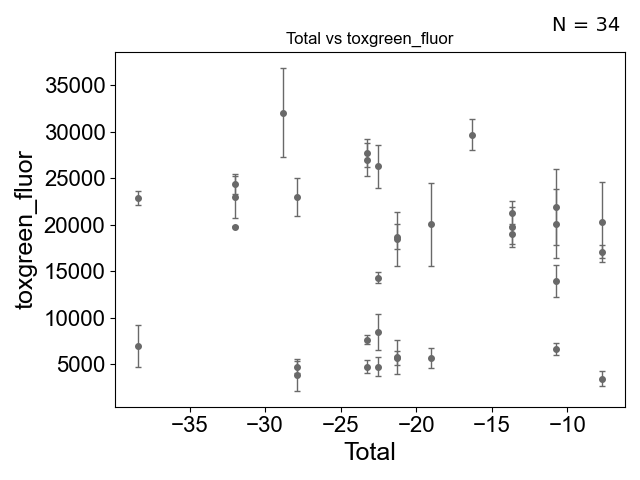 N = 34
Total vs toxgreen_fluor
35000
30000
25000
20000
15000
10000
5000
toxgreen_fluor
−35 −30 −25 −20 −15 −10
Total